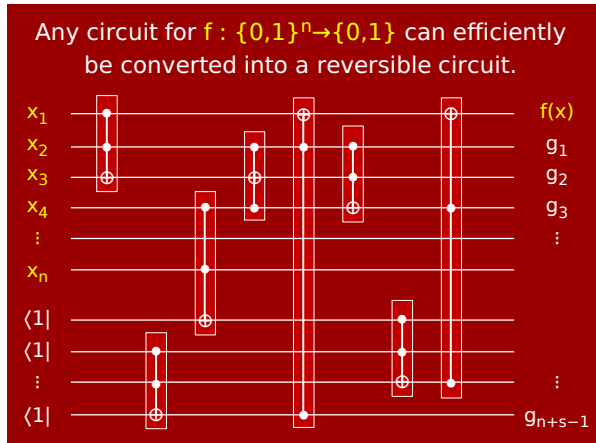 Any circuit for f : {0,1}ⁿ→{0,1} can efficiently
be converted into a reversible circuit.
x₁ f(x)
x₂ g₁
x₃ g₂
x₄ g₃
⋮ ⋮
xₙ
⟨1|
⟨1|
⋮ ⋮
⟨1| gₙ₊ₛ₋₁